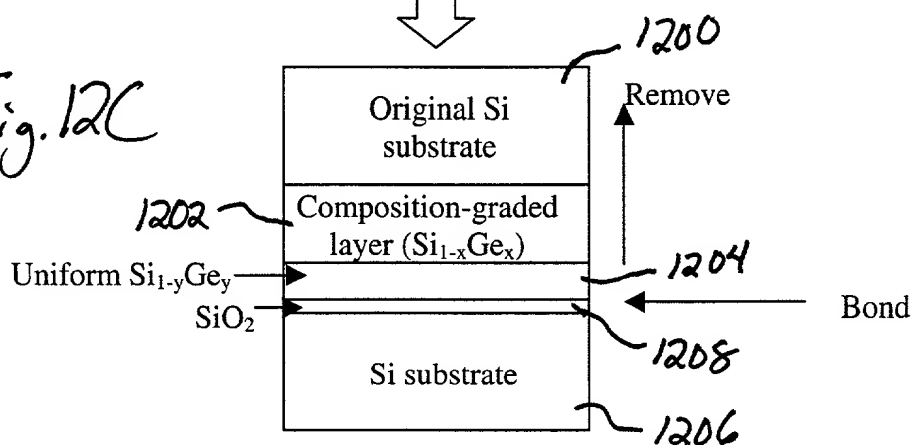 1200
Remove
Original Si
substrate
ig. 12C
1202
Composition-graded
layer (Si₁₋ₓGeₓ)
1204
Uniform Si₁₋yGey
SiO₂
Bond
1208
Si substrate
1206